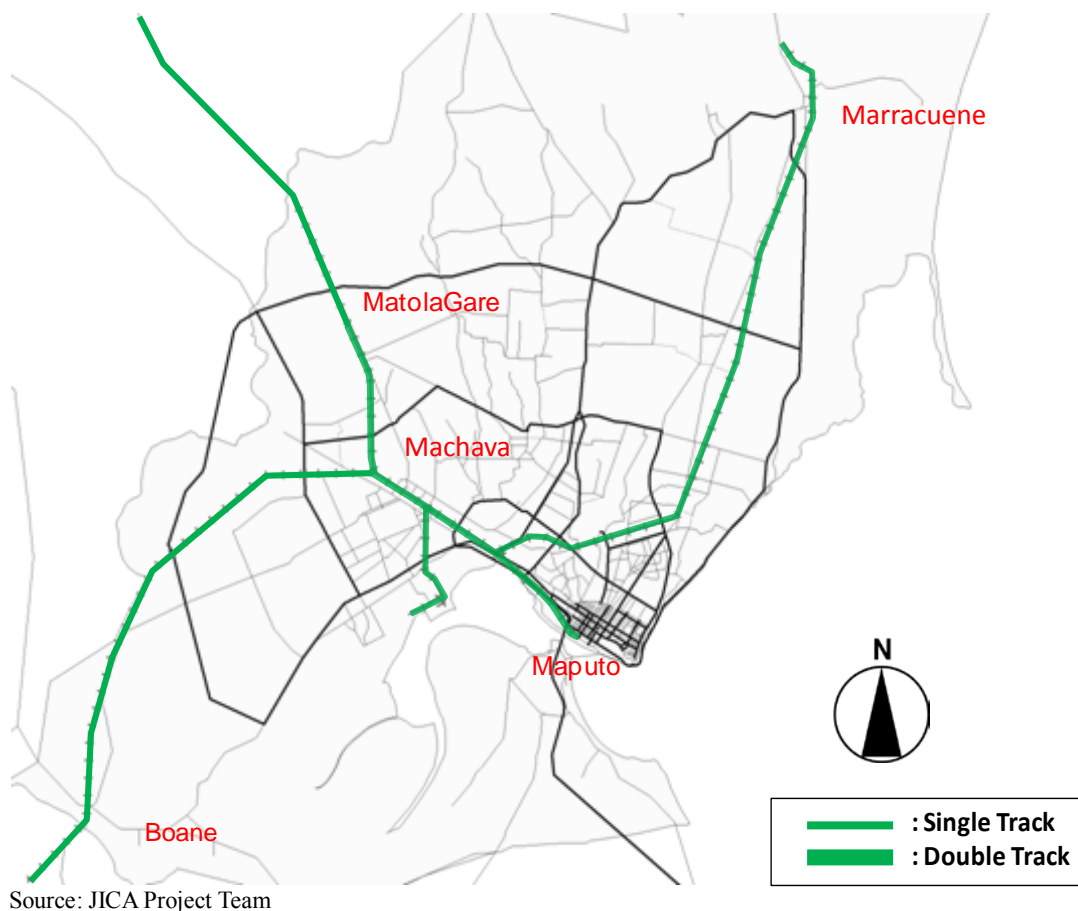 Marracuene
MatolaGare
Machava
Maputo
N
Boane
: Single Track
: Double Track
Source: JICA Project Team